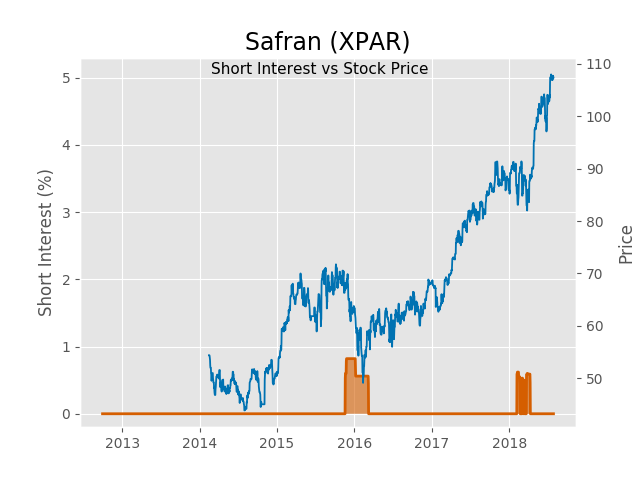 Safran (XPAR)
Short Interest vs Stock Price
Short Interest (%)
5
4
3
2
1
0
110
100
90
80
70
60
50
Price
2013 2014 2015 2016 2017 2018